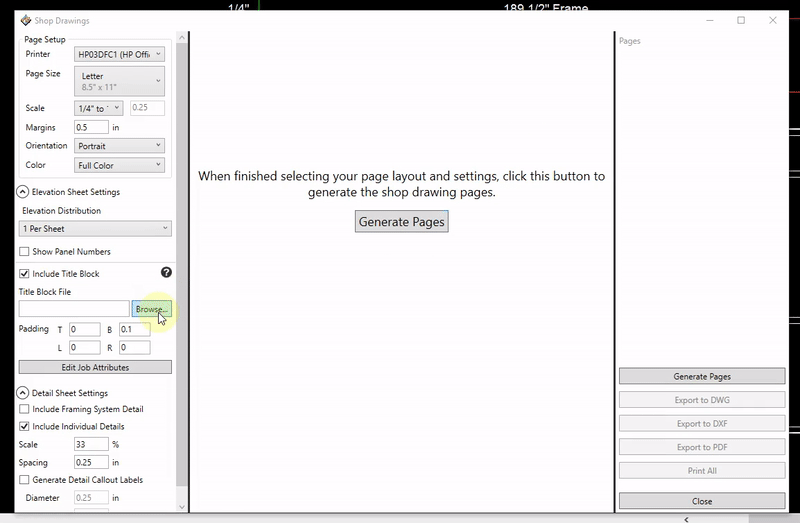 1/4"
189 1/2" Frame
Shop Drawings
Page Setup
Printer HP03DFC1 (HP Offi
Page Size Letter
8.5" x 11"
Scale 1/4" to 0.25
Margins 0.5 in
Orientation Portrait
Color Full Color
Elevation Sheet Settings
Elevation Distribution
1 Per Sheet
Show Panel Numbers
Include Title Block ?
Title Block File
Browse...
Padding T 0 B 0.1
L 0 R 0
Edit Job Attributes
Detail Sheet Settings
Include Framing System Detail
Include Individual Details
Scale 33 %
Spacing 0.25 in
Generate Detail Callout Labels
Diameter 0.25 in
When finished selecting your page layout and settings, click this button to
generate the shop drawing pages.
Generate Pages
Pages
Generate Pages
Export to DWG
Export to DXF
Export to PDF
Print All
Close